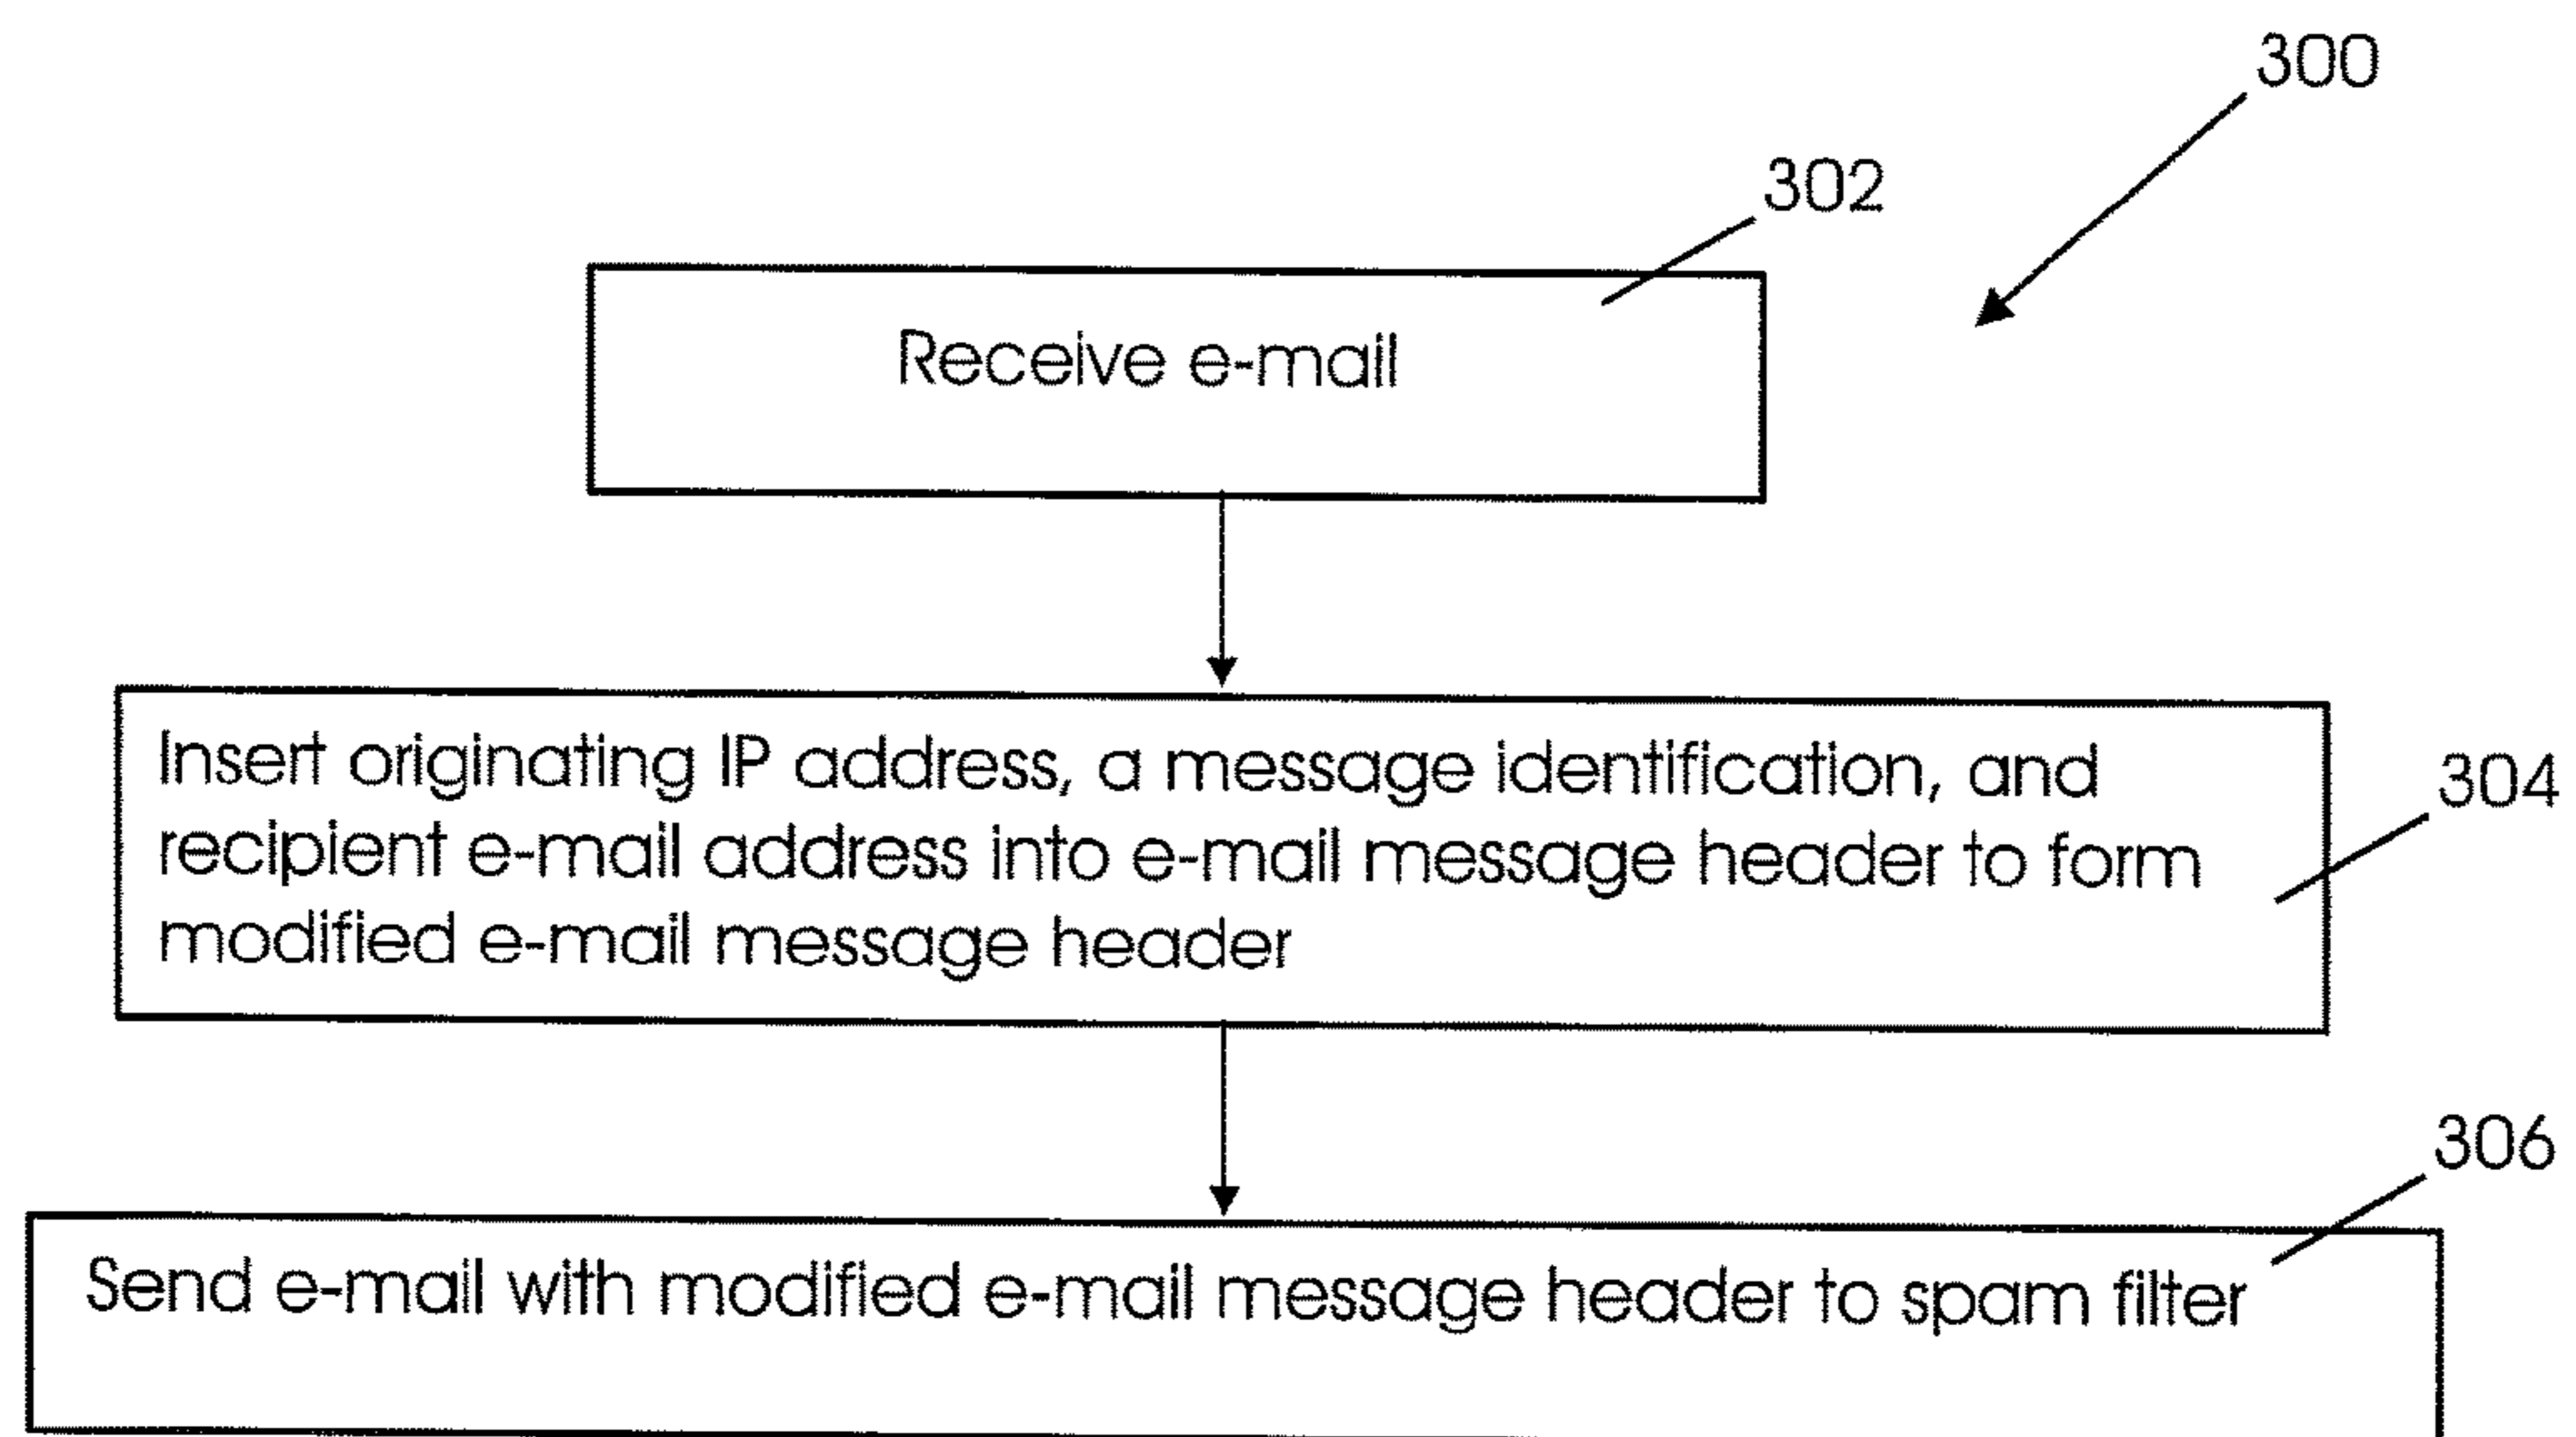 300
302
Receive e-mail
Insert originating IP address, a message identification, and
recipient e-mail address into e-mail message header to form
modified e-mail message header
304
306
Send e-mail with modified e-mail message header to spam filter